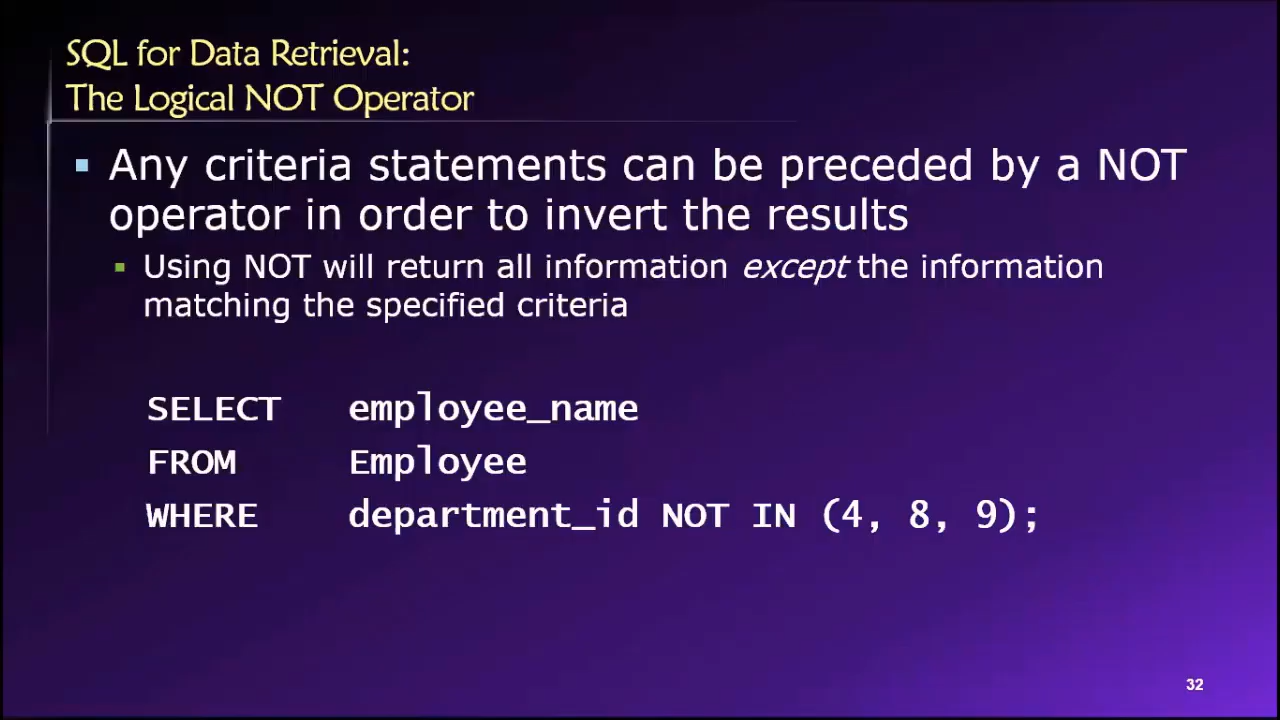 SQL for Data Retrieval:
The Logical NOT Operator
▪ Any criteria statements can be preceded by a NOT
operator in order to invert the results
▪ Using NOT will return all information except the information
matching the specified criteria
SELECT employee_name
FROM Employee
WHERE department_id NOT IN (4, 8, 9);
32